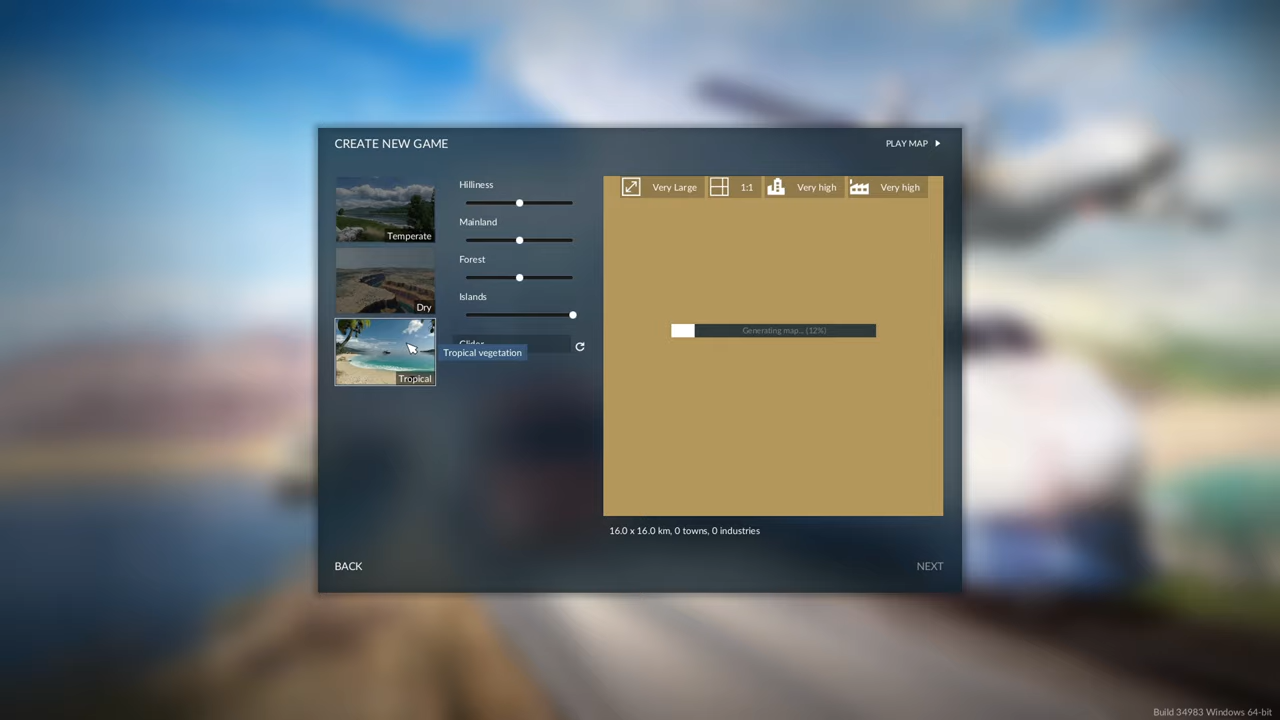 CREATE NEW GAME
PLAY MAP
Temperate
Dry
Tropical
Hilliness
Mainland
Forest
Islands
Tropical vegetation
Very Large
1:1
Very high
Very high
Generating map... (12%)
16.0 x 16.0 km, 0 towns, 0 industries
BACK
NEXT
Build 34983 Windows 64-bit